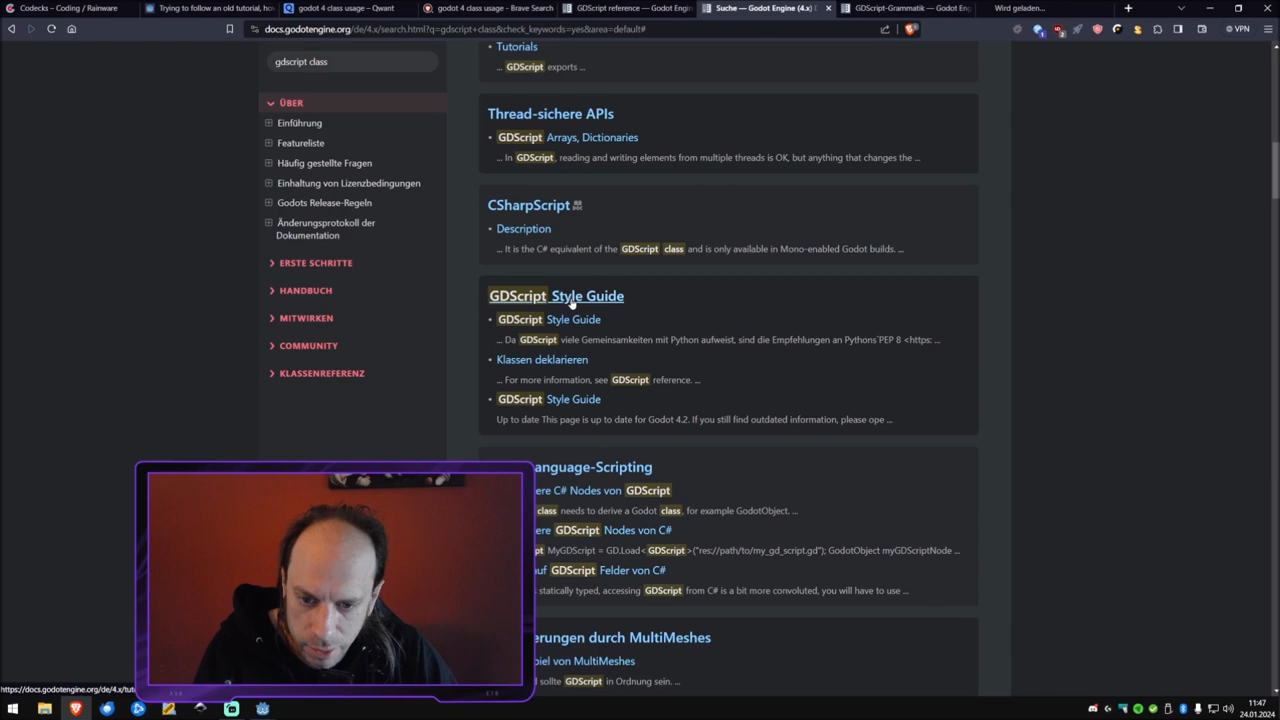 Codecks – Coding / Rainware
Trying to follow an old tutorial, how
godot 4 class usage – Qwant
godot 4 class usage - Brave Search
GDScript reference — Godot Engin
Suche — Godot Engine (4.x) D
GDScript-Grammatik — Godot Eng
Wird geladen...
docs.godotengine.org/de/4.x/search.html?q=gdscript+class&check_keywords=yes&area=default#
VPN
gdscript class
ÜBER
Einführung
Featureliste
Häufig gestellte Fragen
Einhaltung von Lizenzbedingungen
Godots Release-Regeln
Änderungsprotokoll der
Dokumentation
ERSTE SCHRITTE
HANDBUCH
MITWIRKEN
COMMUNITY
KLASSENREFERENZ
Tutorials
... GDScript exports ...
Thread-sichere APIs
• GDScript Arrays, Dictionaries
... In GDScript, reading and writing elements from multiple threads is OK, but anything that changes the ...
CSharpScript
• Description
... It is the C# equivalent of the GDScript class and is only available in Mono-enabled Godot builds. ...
GDScript Style Guide
• GDScript Style Guide
... Da GDScript viele Gemeinsamkeiten mit Python aufweist, sind die Empfehlungen an Pythons`PEP 8 <https: ...
• Klassen deklarieren
... For more information, see GDScript reference. ...
• GDScript Style Guide
Up to date This page is up to date for Godot 4.2. If you still find outdated information, please ope ...
anguage-Scripting
ere C# Nodes von GDScript
class needs to derive a Godot class, for example GodotObject. ...
ere GDScript Nodes von C#
pt MyGDScript = GD.Load<GDScript>("res://path/to/my_gd_script.gd"); GodotObject myGDScriptNode ...
auf GDScript Felder von C#
s statically typed, accessing GDScript from C# is a bit more convoluted, you will have to use ...
erungen durch MultiMeshes
piel von MultiMeshes
sollte GDScript in Ordnung sein. ...
https://docs.godotengine.org/de/4.x/tut
11:47
24.01.2024